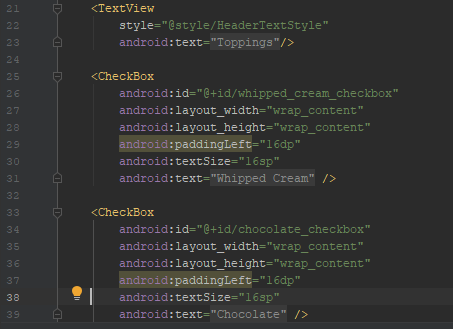 21 <TextView
22 style="@style/HeaderTextStyle"
23 android:text="Toppings"/>
24
25 <CheckBox
26 android:id="@+id/whipped_cream_checkbox"
27 android:layout_width="wrap_content"
28 android:layout_height="wrap_content"
29 android:paddingLeft="16dp"
30 android:textSize="16sp"
31 android:text="Whipped Cream" />
32
33 <CheckBox
34 android:id="@+id/chocolate_checkbox"
35 android:layout_width="wrap_content"
36 android:layout_height="wrap_content"
37 android:paddingLeft="16dp"
38 android:textSize="16sp"
39 android:text="Chocolate" />